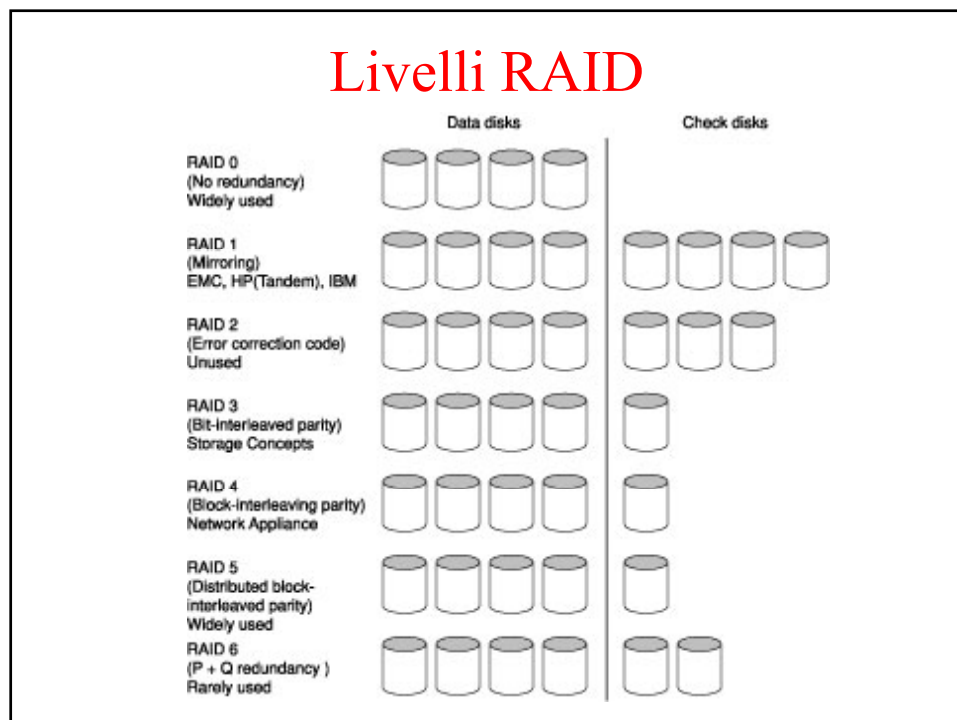 Livelli RAID
Data disks
Check disks
RAID 0
(No redundancy)
Widely used
RAID 1
(Mirroring)
EMC, HP(Tandem), IBM
RAID 2
(Error correction code)
Unused
RAID 3
(Bit-interleaved parity)
Storage Concepts
RAID 4
(Block-interleaving parity)
Network Appliance
RAID 5
(Distributed block-
interleaved parity)
Widely used
RAID 6
(P + Q redundancy )
Rarely used